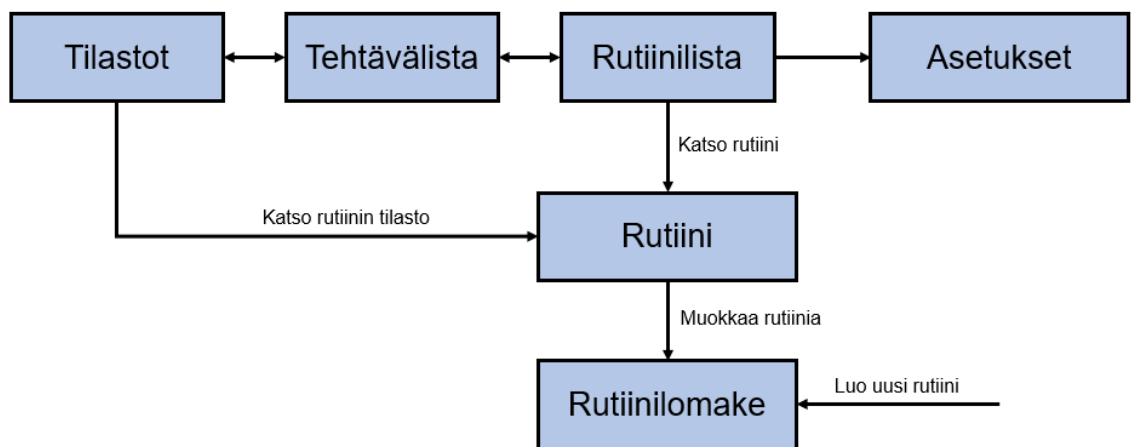 Tilastot
Tehtävälista
Rutiinilista
Asetukset
Katso rutiini
Katso rutiinin tilasto
Rutiini
Muokkaa rutiinia
Rutiinilomake
Luo uusi rutiini